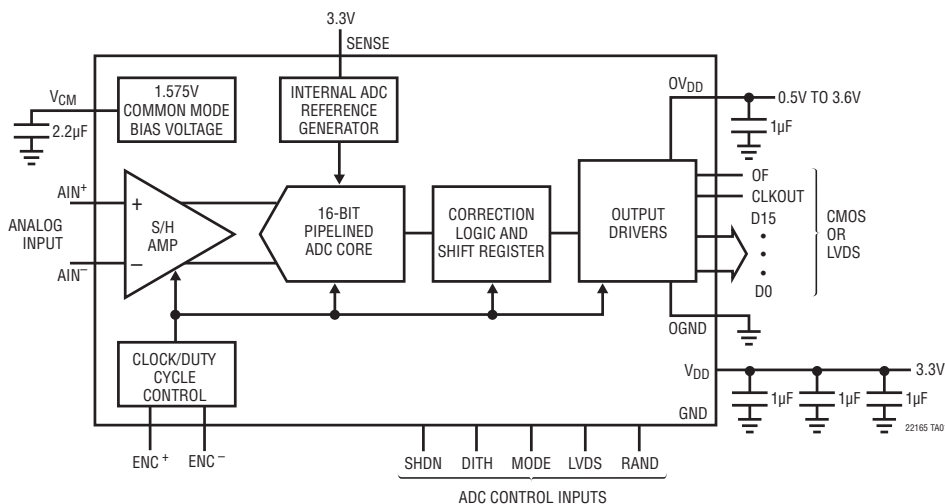 3.3V
SENSE
OVDD
0.5V TO 3.6V
1µF
VCM
2.2µF
1.575V
COMMON MODE
BIAS VOLTAGE
INTERNAL ADC
REFERENCE
GENERATOR
AIN+
ANALOG
INPUT
AIN−
+
−
S/H
AMP
16-BIT
PIPELINED
ADC CORE
CORRECTION
LOGIC AND
SHIFT REGISTER
OUTPUT
DRIVERS
OF
CLKOUT
D15
•
•
•
D0
CMOS
OR
LVDS
OGND
CLOCK/DUTY
CYCLE
CONTROL
VDD
3.3V
1µF
1µF
1µF
GND
22165 TA01
ENC +
ENC −
SHDN
DITH
MODE
LVDS
RAND
ADC CONTROL INPUTS